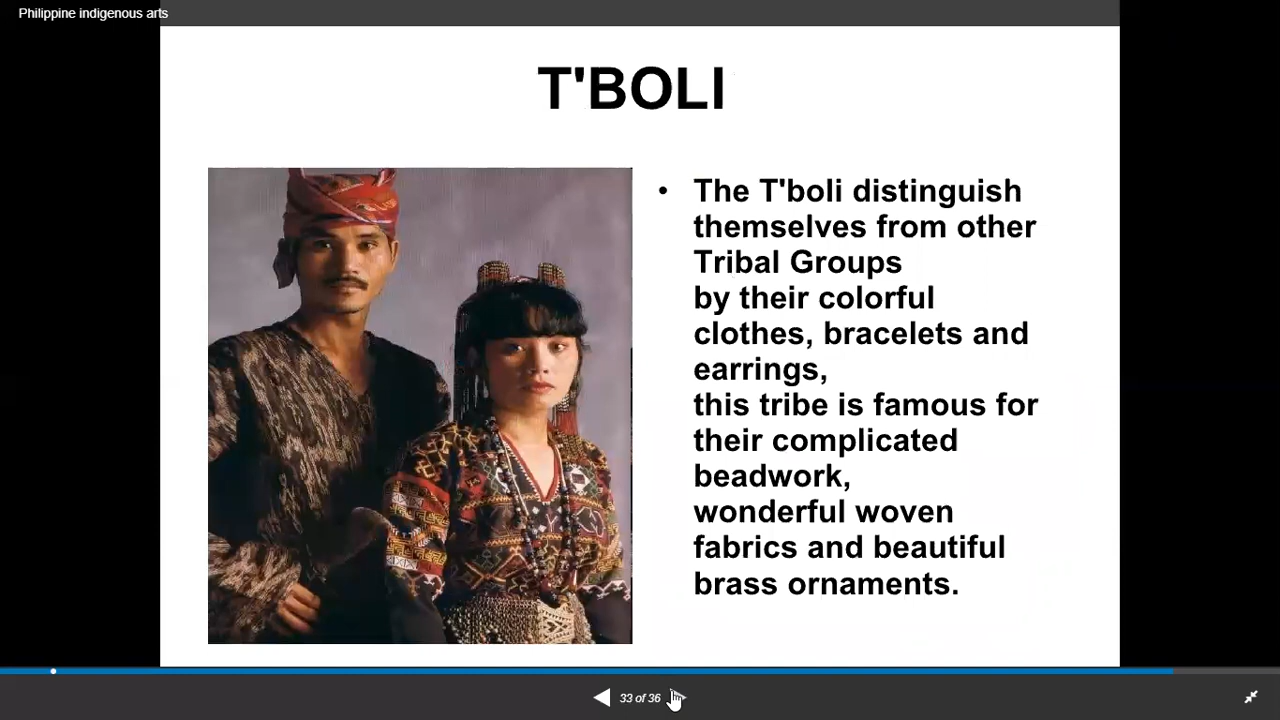 Philippine indigenous arts
T'BOLI
• The T'boli distinguish
themselves from other
Tribal Groups
by their colorful
clothes, bracelets and
earrings,
this tribe is famous for
their complicated
beadwork,
wonderful woven
fabrics and beautiful
brass ornaments.
33 of 36